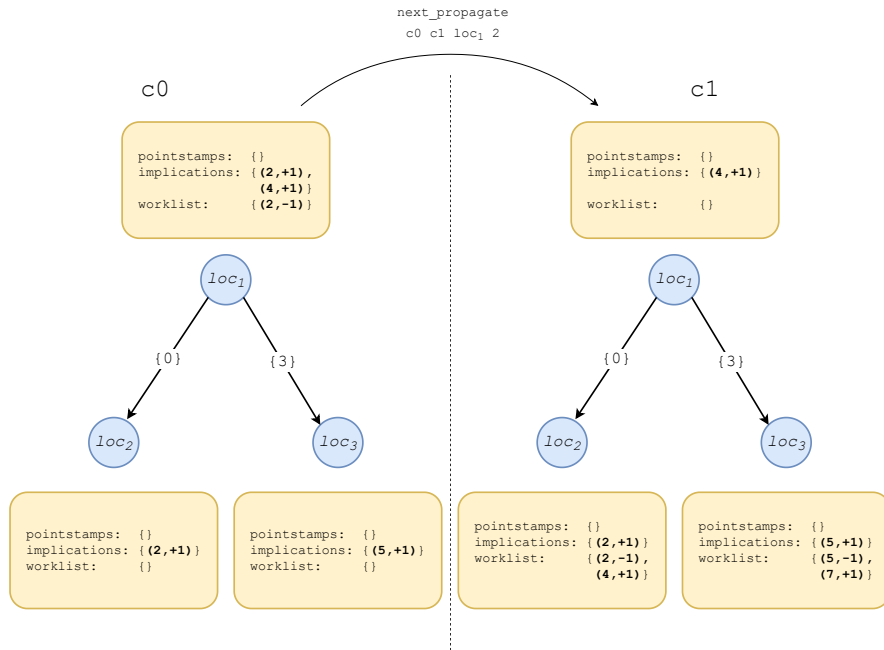 next_propagate
c0 c1 loc₁ 2
c0
c1
pointstamps: {}
implications: {(2,+1),
(4,+1)}
worklist: {(2,-1)}
pointstamps: {}
implications: {(4,+1)}
worklist: {}
loc₁
loc₁
{0}
{3}
{0}
{3}
loc₂
loc₃
loc₂
loc₃
pointstamps: {}
implications: {(2,+1)}
worklist: {}
pointstamps: {}
implications: {(5,+1)}
worklist: {}
pointstamps: {}
implications: {(2,+1)}
worklist: {(2,-1),
(4,+1)}
pointstamps: {}
implications: {(5,+1)}
worklist: {(5,-1),
(7,+1)}